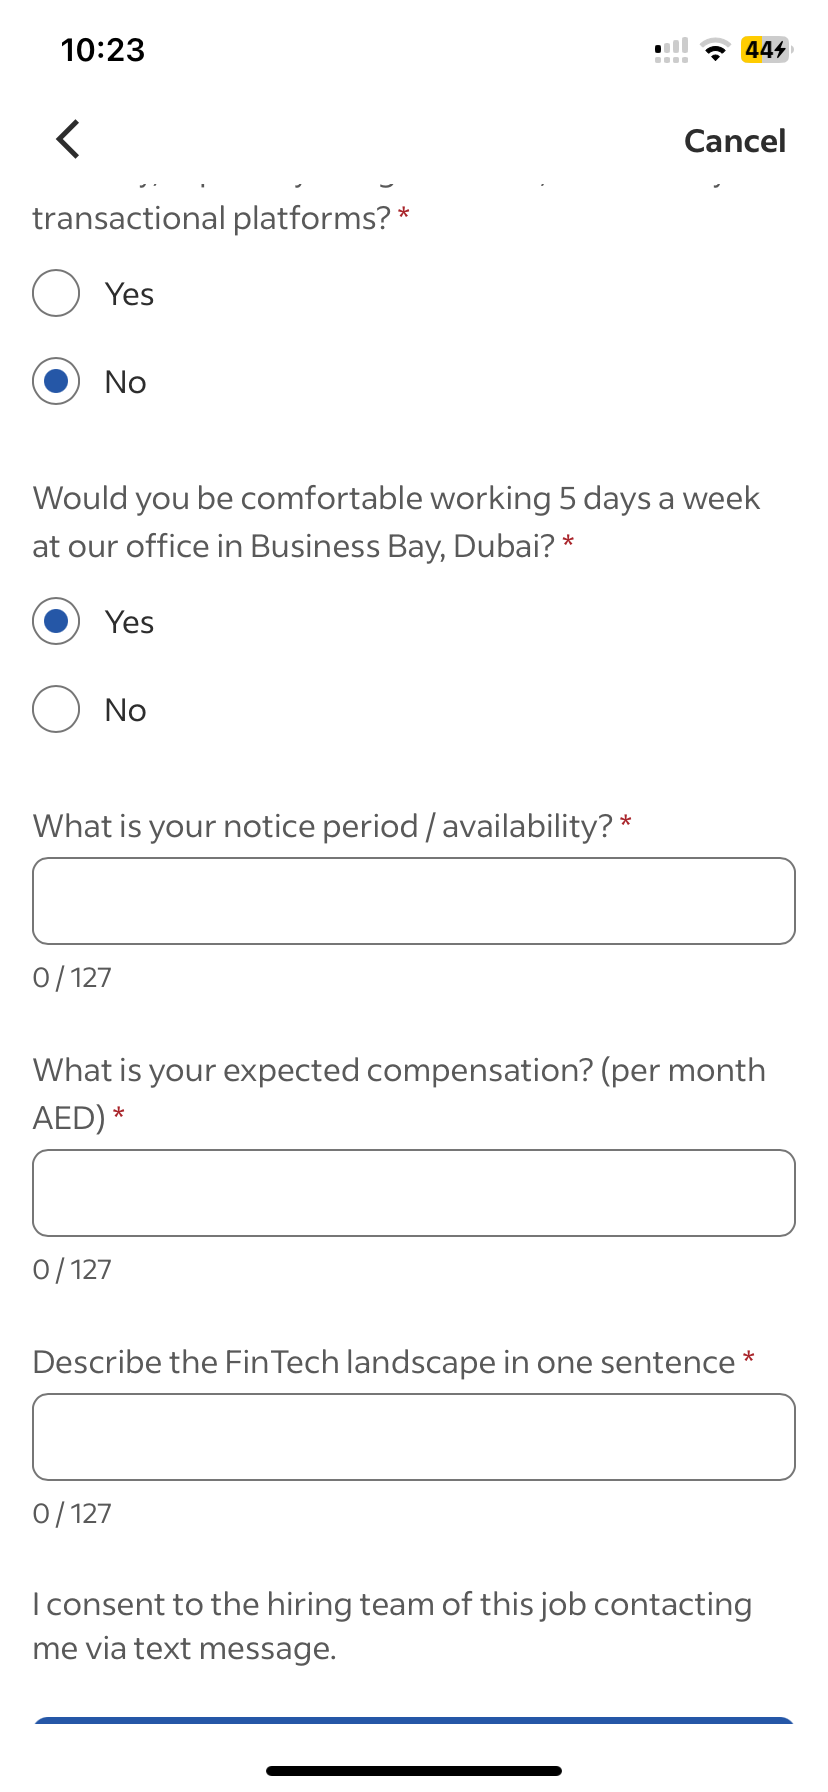 10:23
44
Cancel
transactional platforms? *
Yes
No
Would you be comfortable working 5 days a week
at our office in Business Bay, Dubai? *
Yes
No
What is your notice period / availability? *
0 / 127
What is your expected compensation? (per month
AED) *
0 / 127
Describe the FinTech landscape in one sentence *
0 / 127
I consent to the hiring team of this job contacting
me via text message.